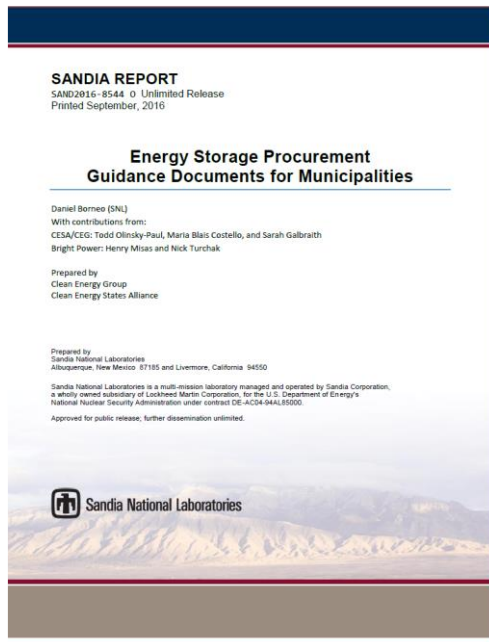 SANDIA REPORT
SAND2016-8544 O Unlimited Release
Printed September, 2016
Energy Storage Procurement
Guidance Documents for Municipalities
Daniel Borneo (SNL)
With contributions from:
CESA/CEG: Todd Olinsky-Paul, Maria Blais Costello, and Sarah Galbraith
Bright Power: Henry Misas and Nick Turchak
Prepared by
Clean Energy Group
Clean Energy States Alliance
Prepared by
Sandia National Laboratories
Albuquerque, New Mexico 87185 and Livermore, California 94550
Sandia National Laboratories is a multi-mission laboratory managed and operated by Sandia Corporation,
a wholly owned subsidiary of Lockheed Martin Corporation, for the U.S. Department of Energy's
National Nuclear Security Administration under contract DE-AC04-94AL85000.
Approved for public release; further dissemination unlimited.
Sandia National Laboratories